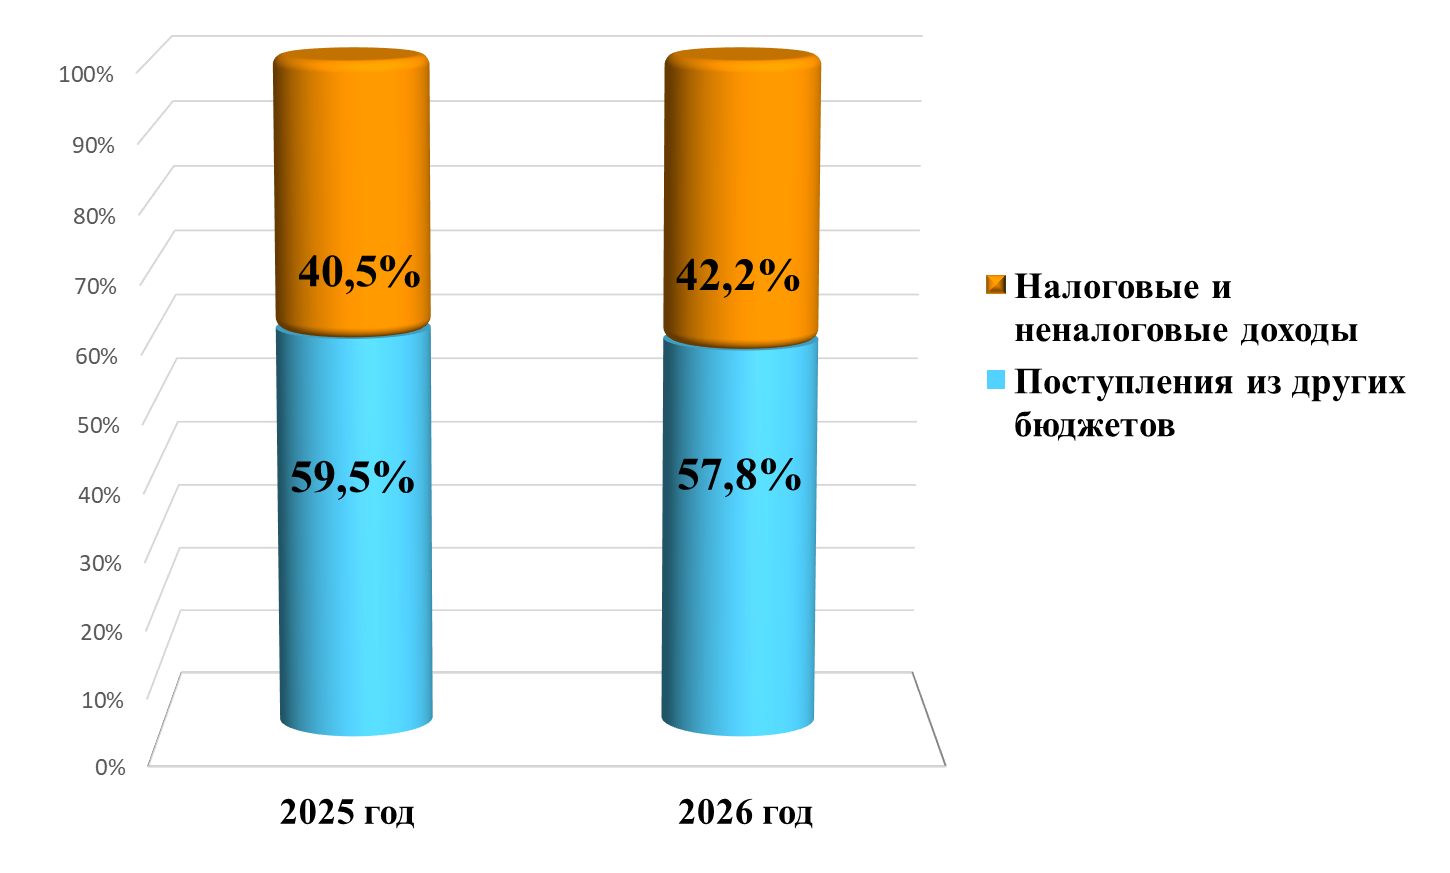 100%
90%
80%
70%
60%
50%
40%
30%
20%
10%
0%
40,5%
42,2%
59,5%
57,8%
2025 год
2026 год
Налоговые и
неналоговые доходы
Поступления из других
бюджетов